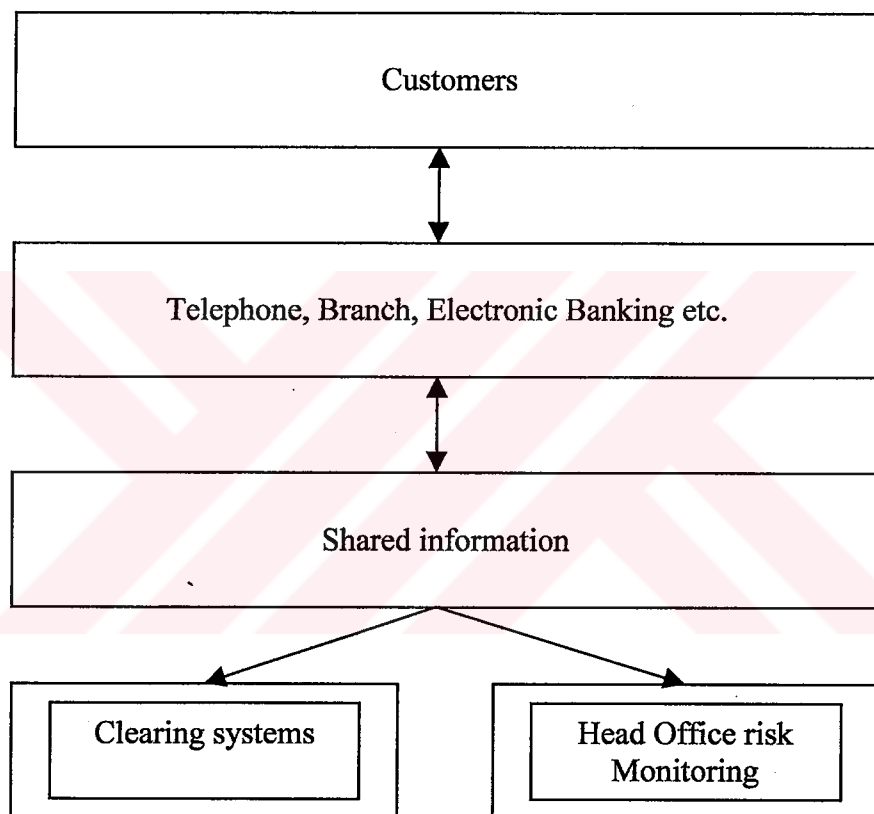 Customers
Telephone, Branch, Electronic Banking etc.
Shared information
Clearing systems
Head Office risk
Monitoring